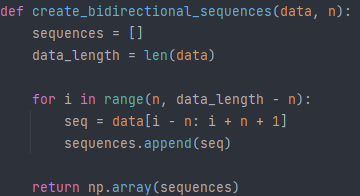 def create_bidirectional_sequences(data, n):
    sequences = []
    data_length = len(data)

    for i in range(n, data_length - n):
        seq = data[i - n: i + n + 1]
        sequences.append(seq)

    return np.array(sequences)